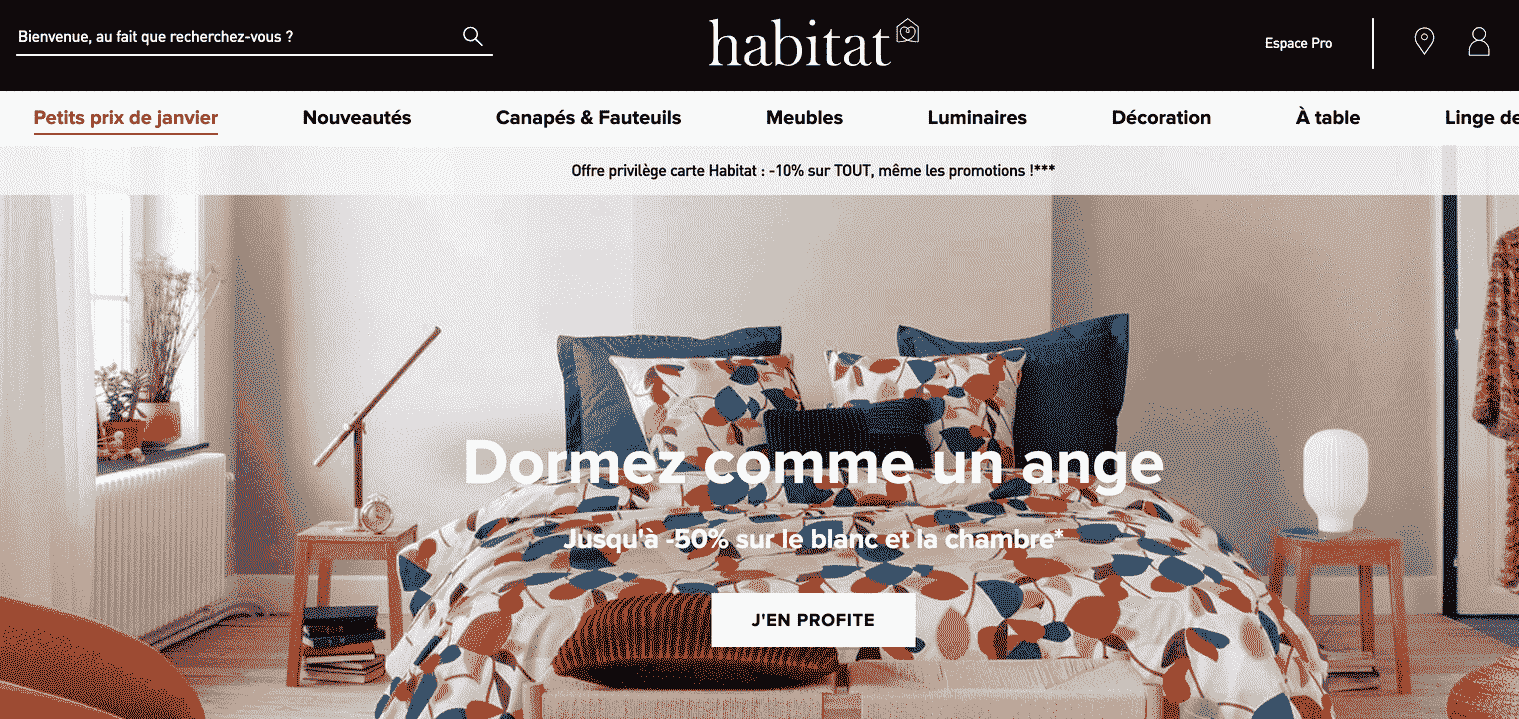 Bienvenue, au fait que recherchez-vous ?
habitat
Espace Pro
Petits prix de janvier
Nouveautés
Canapés & Fauteuils
Meubles
Luminaires
Décoration
À table
Linge de
Offre privilège carte Habitat : -10% sur TOUT, même les promotions !***
Dormez comme un ange
Jusqu'à -50% sur le blanc et la chambre*
J'EN PROFITE